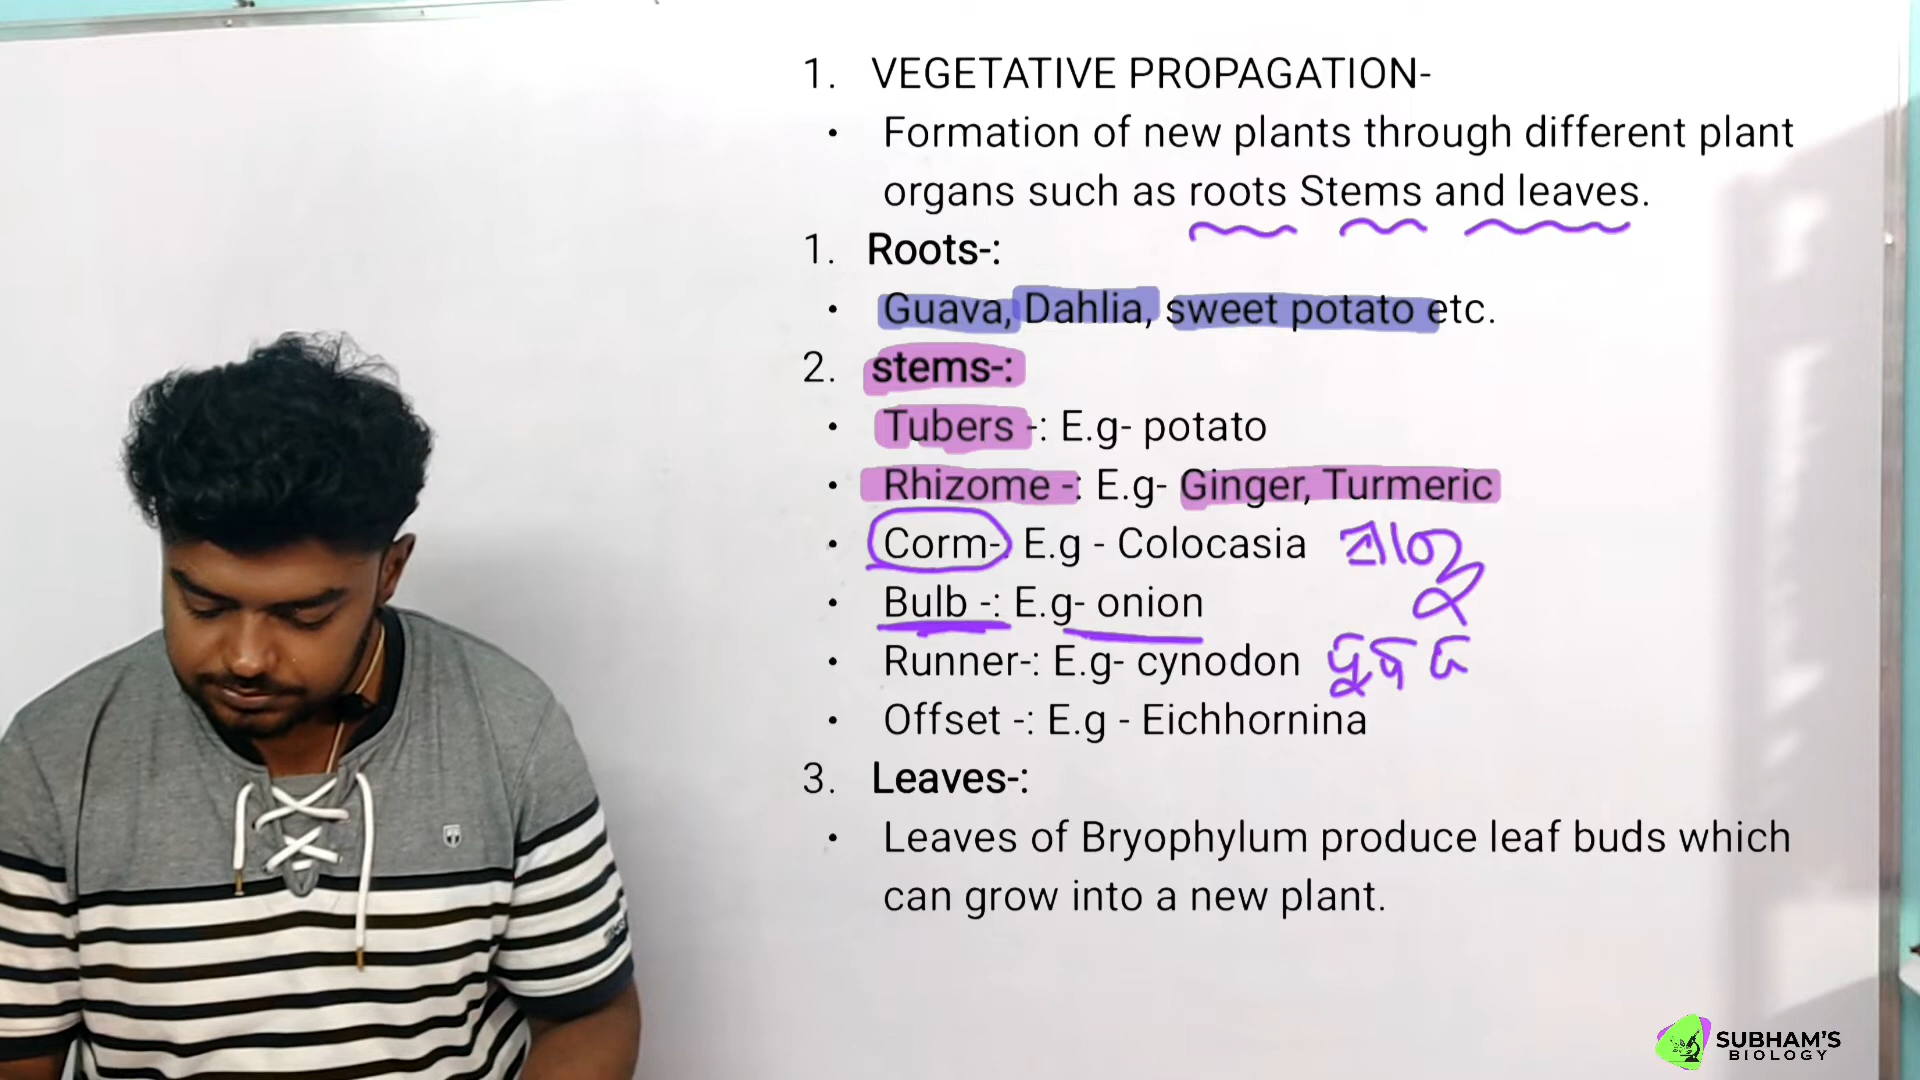 1. VEGETATIVE PROPAGATION-
• Formation of new plants through different plant
organs such as roots Stems and leaves.
1. Roots-:
• Guava, Dahlia, sweet potato etc.
2. stems-:
• Tubers -: E.g- potato
• Rhizome -: E.g- Ginger, Turmeric
• Corm-: E.g - Colocasia
• Bulb -: E.g- onion
• Runner-: E.g- cynodon
• Offset -: E.g - Eichhornina
3. Leaves-:
• Leaves of Bryophylum produce leaf buds which
can grow into a new plant.
SUBHAM'S
BIOLOGY